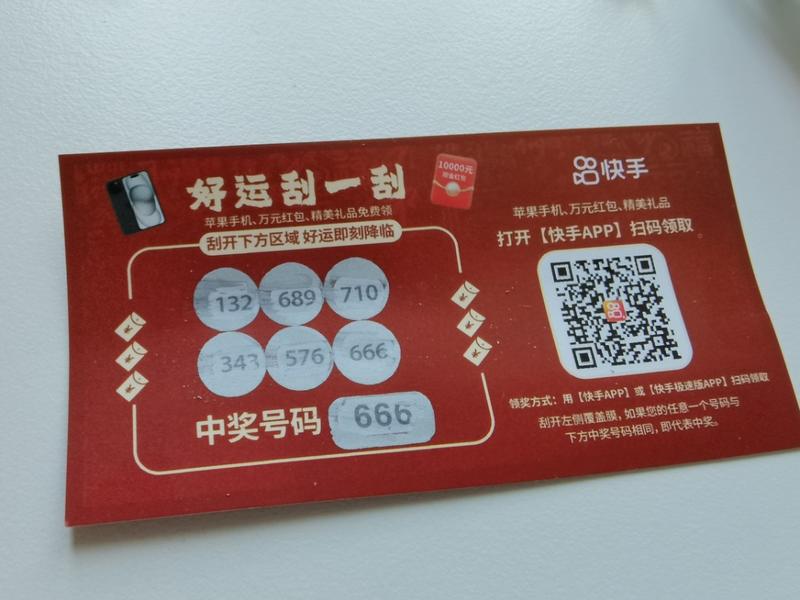 好运刮一刮
10000元
现金红包
苹果手机、万元红包、精美礼品免费领
刮开下方区域 好运即刻降临
132 689 710
343 576 666
中奖号码 666
快手
苹果手机、万元红包、精美礼品
打开【快手APP】扫码领取
领奖方式：用【快手APP】或【快手极速版APP】扫码领取
刮开左侧覆盖膜，如果您的任意一个号码与
下方中奖号码相同，即代表中奖。